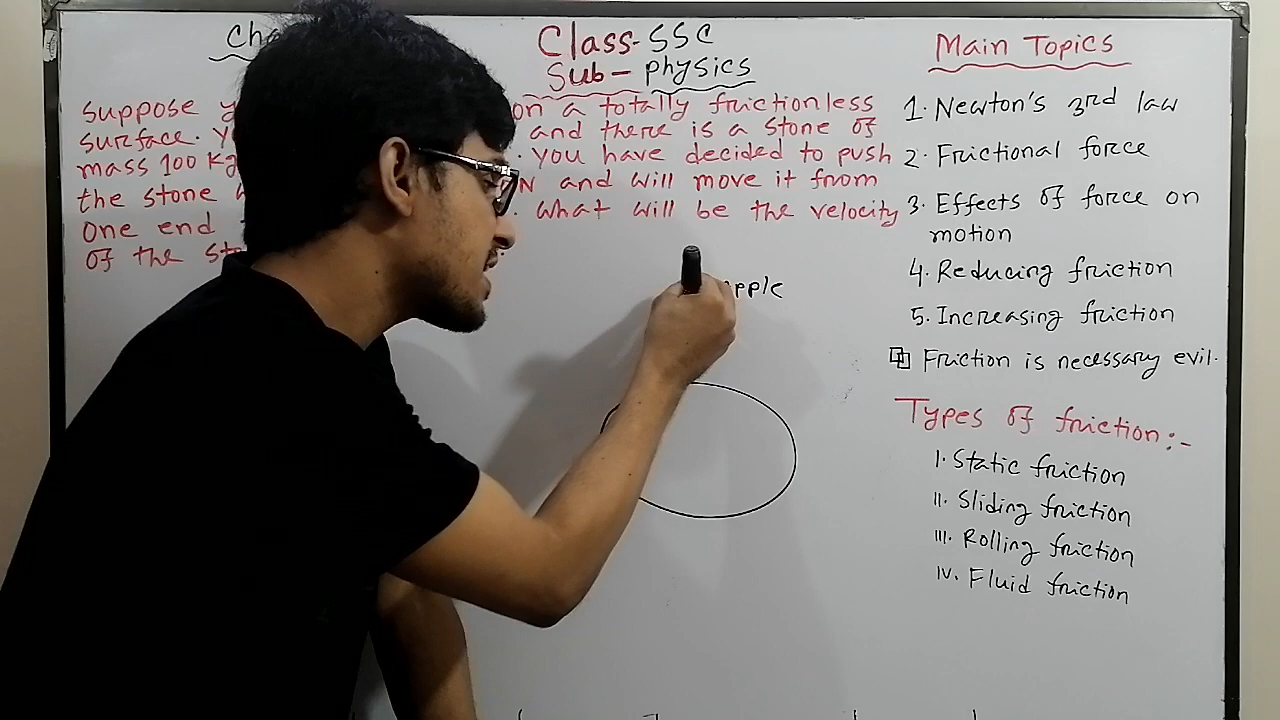 Class-SSC
Sub- physics
suppose on a totally frictionless
surface. and there is a stone of
mass 100 kg . you have decided to push
the stone N and will move it from
one end . what will be the velocity
of the
apple
Main Topics
1. Newton's 3rd law
2. Frictional force
3. Effects of force on
motion
4. Reducing friction
5. Increasing friction
Friction is necessary evil.
Types of friction:-
I. Static friction
II. Sliding friction
III. Rolling friction
IV. Fluid friction